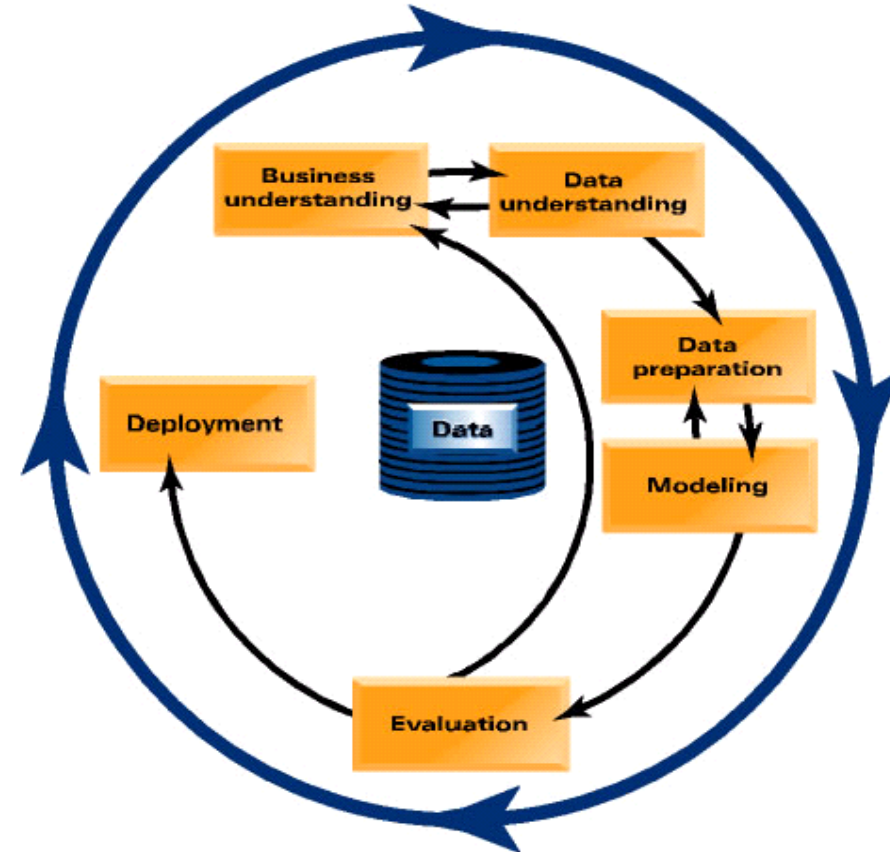 Business
understanding
Data
understanding
Data
preparation
Deployment
Data
Modeling
Evaluation